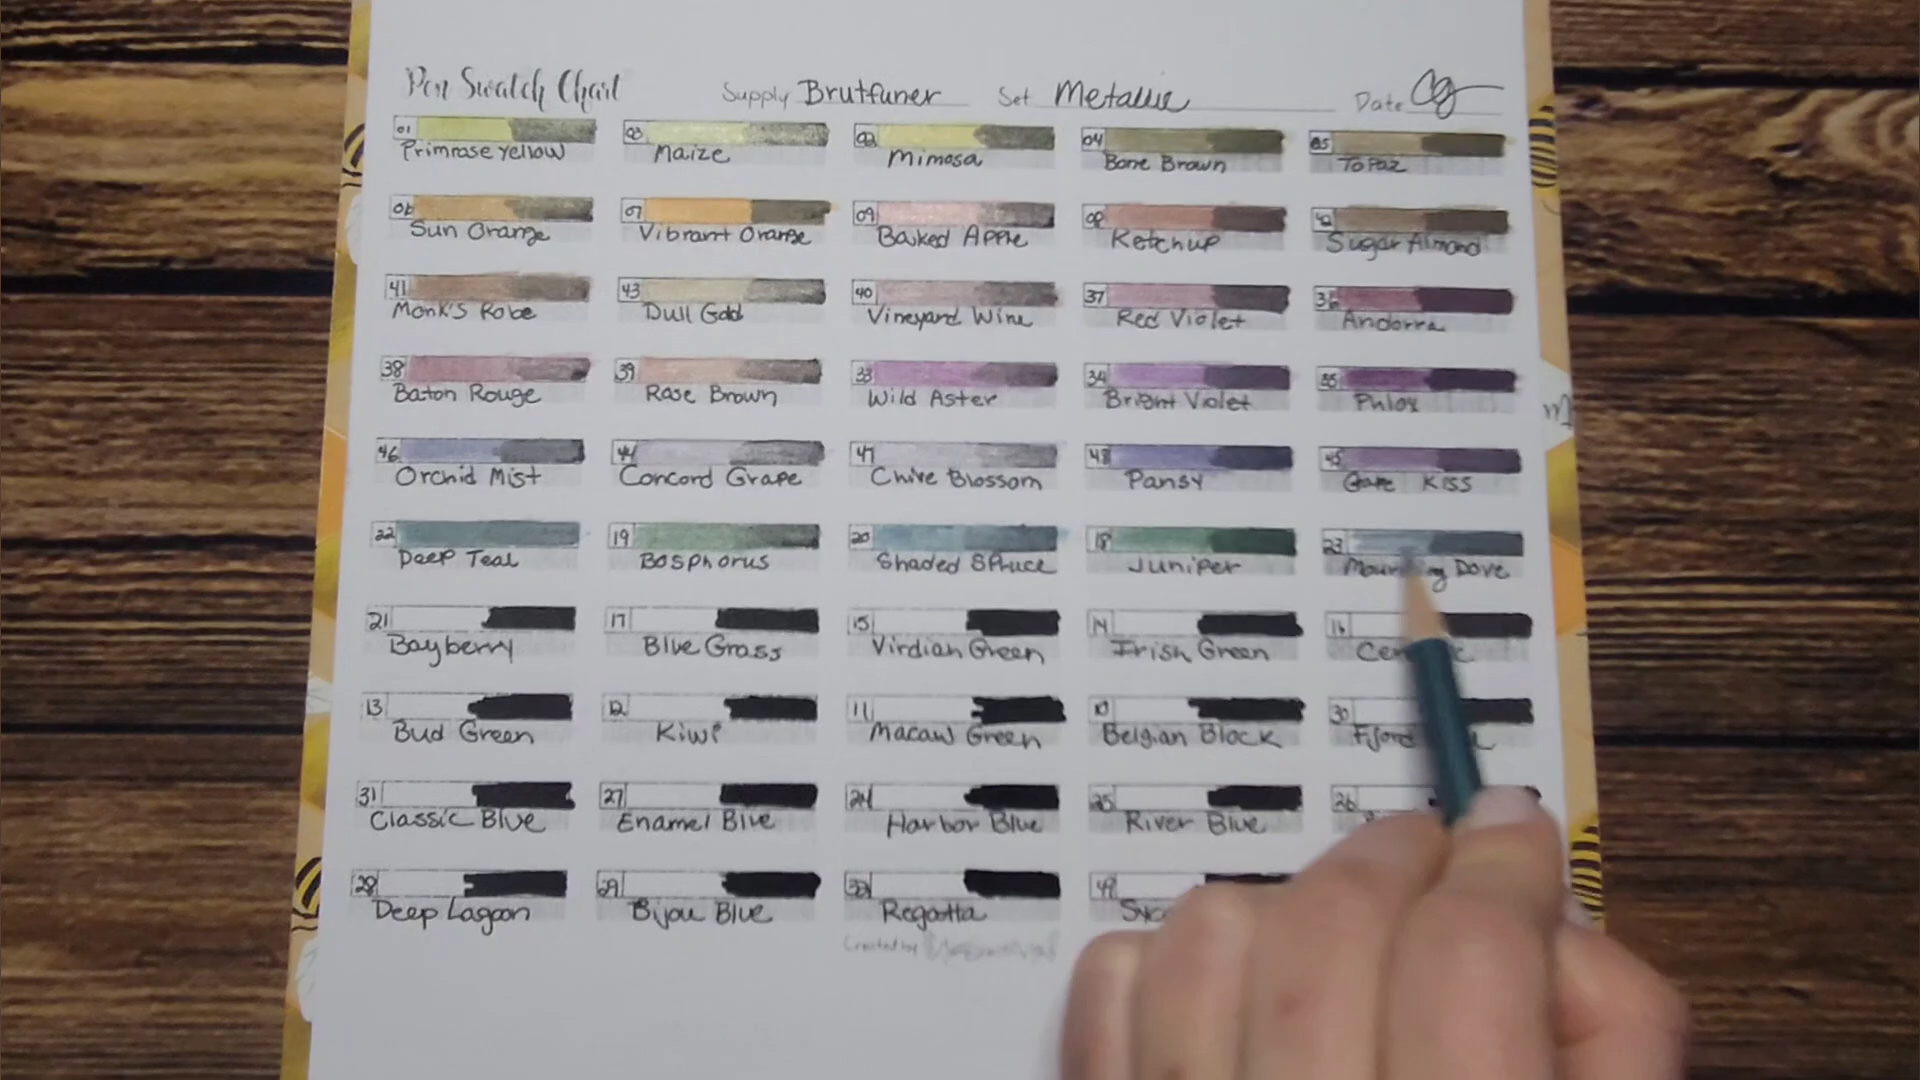 Pen Swatch Chart Supply Brutfuner Set Metallic Date
01 03 02 04 05
Primrose Yellow Maize Mimosa Bone Brown Topaz
06 07 09 08 42
Sun Orange Vibrant Orange Baked Apple Ketchup Sugar Almond
41 43 40 37 36
Monk's Robe Dull Gold Vineyard Wine Red Violet Andorra
38 39 33 34 35
Baton Rouge Rose Brown Wild Aster Bright Violet Phlox
46 44 47 48 45
Orchid Mist Concord Grape Chive Blossom Pansy Grape Kiss
22 19 20 18 23
Deep Teal Bosphorus Shaded Spruce Juniper Mourning Dove
21 17 15 14 16
Bayberry Blue Grass Virdian Green Irish Green
13 12 11 10 30
Bud Green Kiwi Macaw Green Belgian Block Fjord
31 27 24 25 26
Classic Blue Enamel Blue Harbor Blue River Blue
28 29 32 49
Deep Lagoon Bijou Blue Regatta
Created by